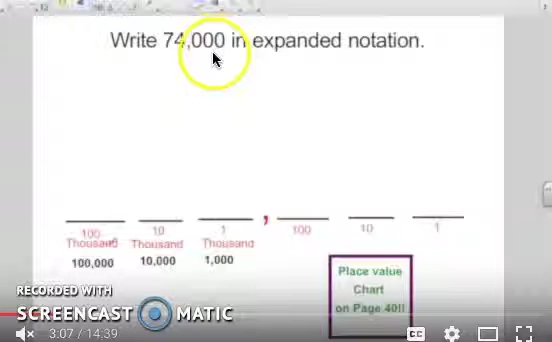 Write 74,000 in expanded notation.
,
100 10 1 100 10 1
Thousand Thousand Thousand
100,000 10,000 1,000
Place value
Chart
on Page 40!!
RECORDED WITH
SCREENCAST MATIC
3:07 / 14:39
CC